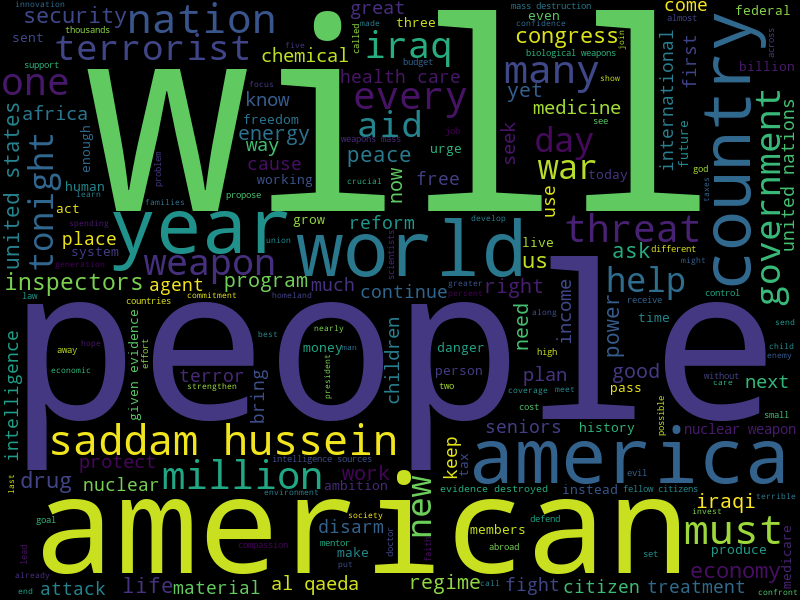 innovation
thousands
support
sent
security
nation
terrorist
great
made
called
mass destruction
three
five
confidence
even
congress
come
almost
federal
across
join
budget
chemical
iraq
biological weapons
show
many
first
billion
one
will
health care
every
focus
know
africa
freedom
energy
enough
united states
tonight
way
cause
human
learn
problem
working
weapons mass
job
aid
peace
crucial
urge
now
free
seek
yet
medicine
see
day
war
today
use
international
future
god
might
taxes
country
government
united nations
act
propose
families
spending
year
grow
reform
develop
place
system
union
generation
world
scientists
threat
live
us
ask
different
weapon
inspectors
agent
program
much
continue
greater
percent
right
help
control
send
law
countries
commitment
homeland
need
income
along
power
receive
time
child
enemy
people
given evidence
away
hope
effort
economic
best
nearly
money
man
president
children
danger
high
person
two
terror
strengthen
bring
plan
good
pass
without
care
next
coverage
meet
cost
possible
small
intelligence
seniors
history
nuclear weapon
saddam hussein
last
protect
intelligence sources
keep
tax
america
evil
drug
nuclear
million
environment
work
ambition
new
evidence destroyed
instead
fellow citizens
iraqi
terrible
invest
goal
society
american
disarm
doctor
members
defend
must
lead
compassion
mentor
make
faith
abroad
set
produce
economy
medicare
already
end
attack
life
material
al qaeda
put
regime
call
fight
citizen
treatment
confront